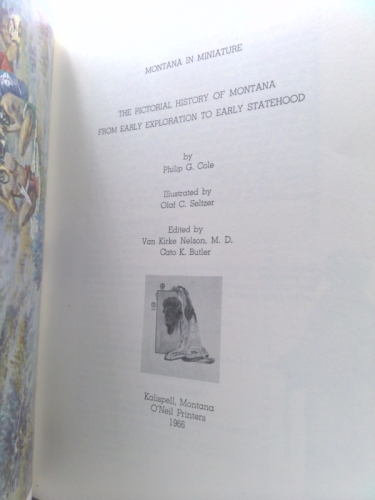 MONTANA IN MINIATURE
THE PICTORIAL HISTORY OF MONTANA
FROM EARLY EXPLORATION TO EARLY STATEHOOD
by
Philip G. Cole
Illustrated by
Olaf C. Seltzer
Edited by
Van Kirke Nelson, M. D.
Cato K. Butler
Kalispell, Montana
O'Neil Printers
1966